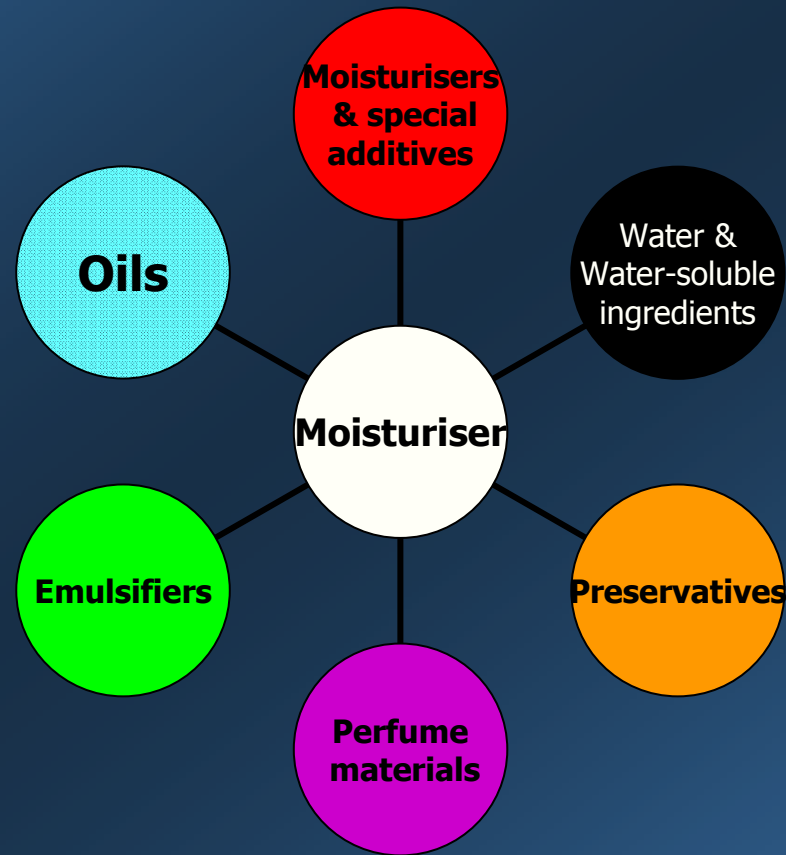 Moisturisers
& special
additives
Oils
Water &
Water-soluble
ingredients
Moisturiser
Emulsifiers
Preservatives
Perfume
materials